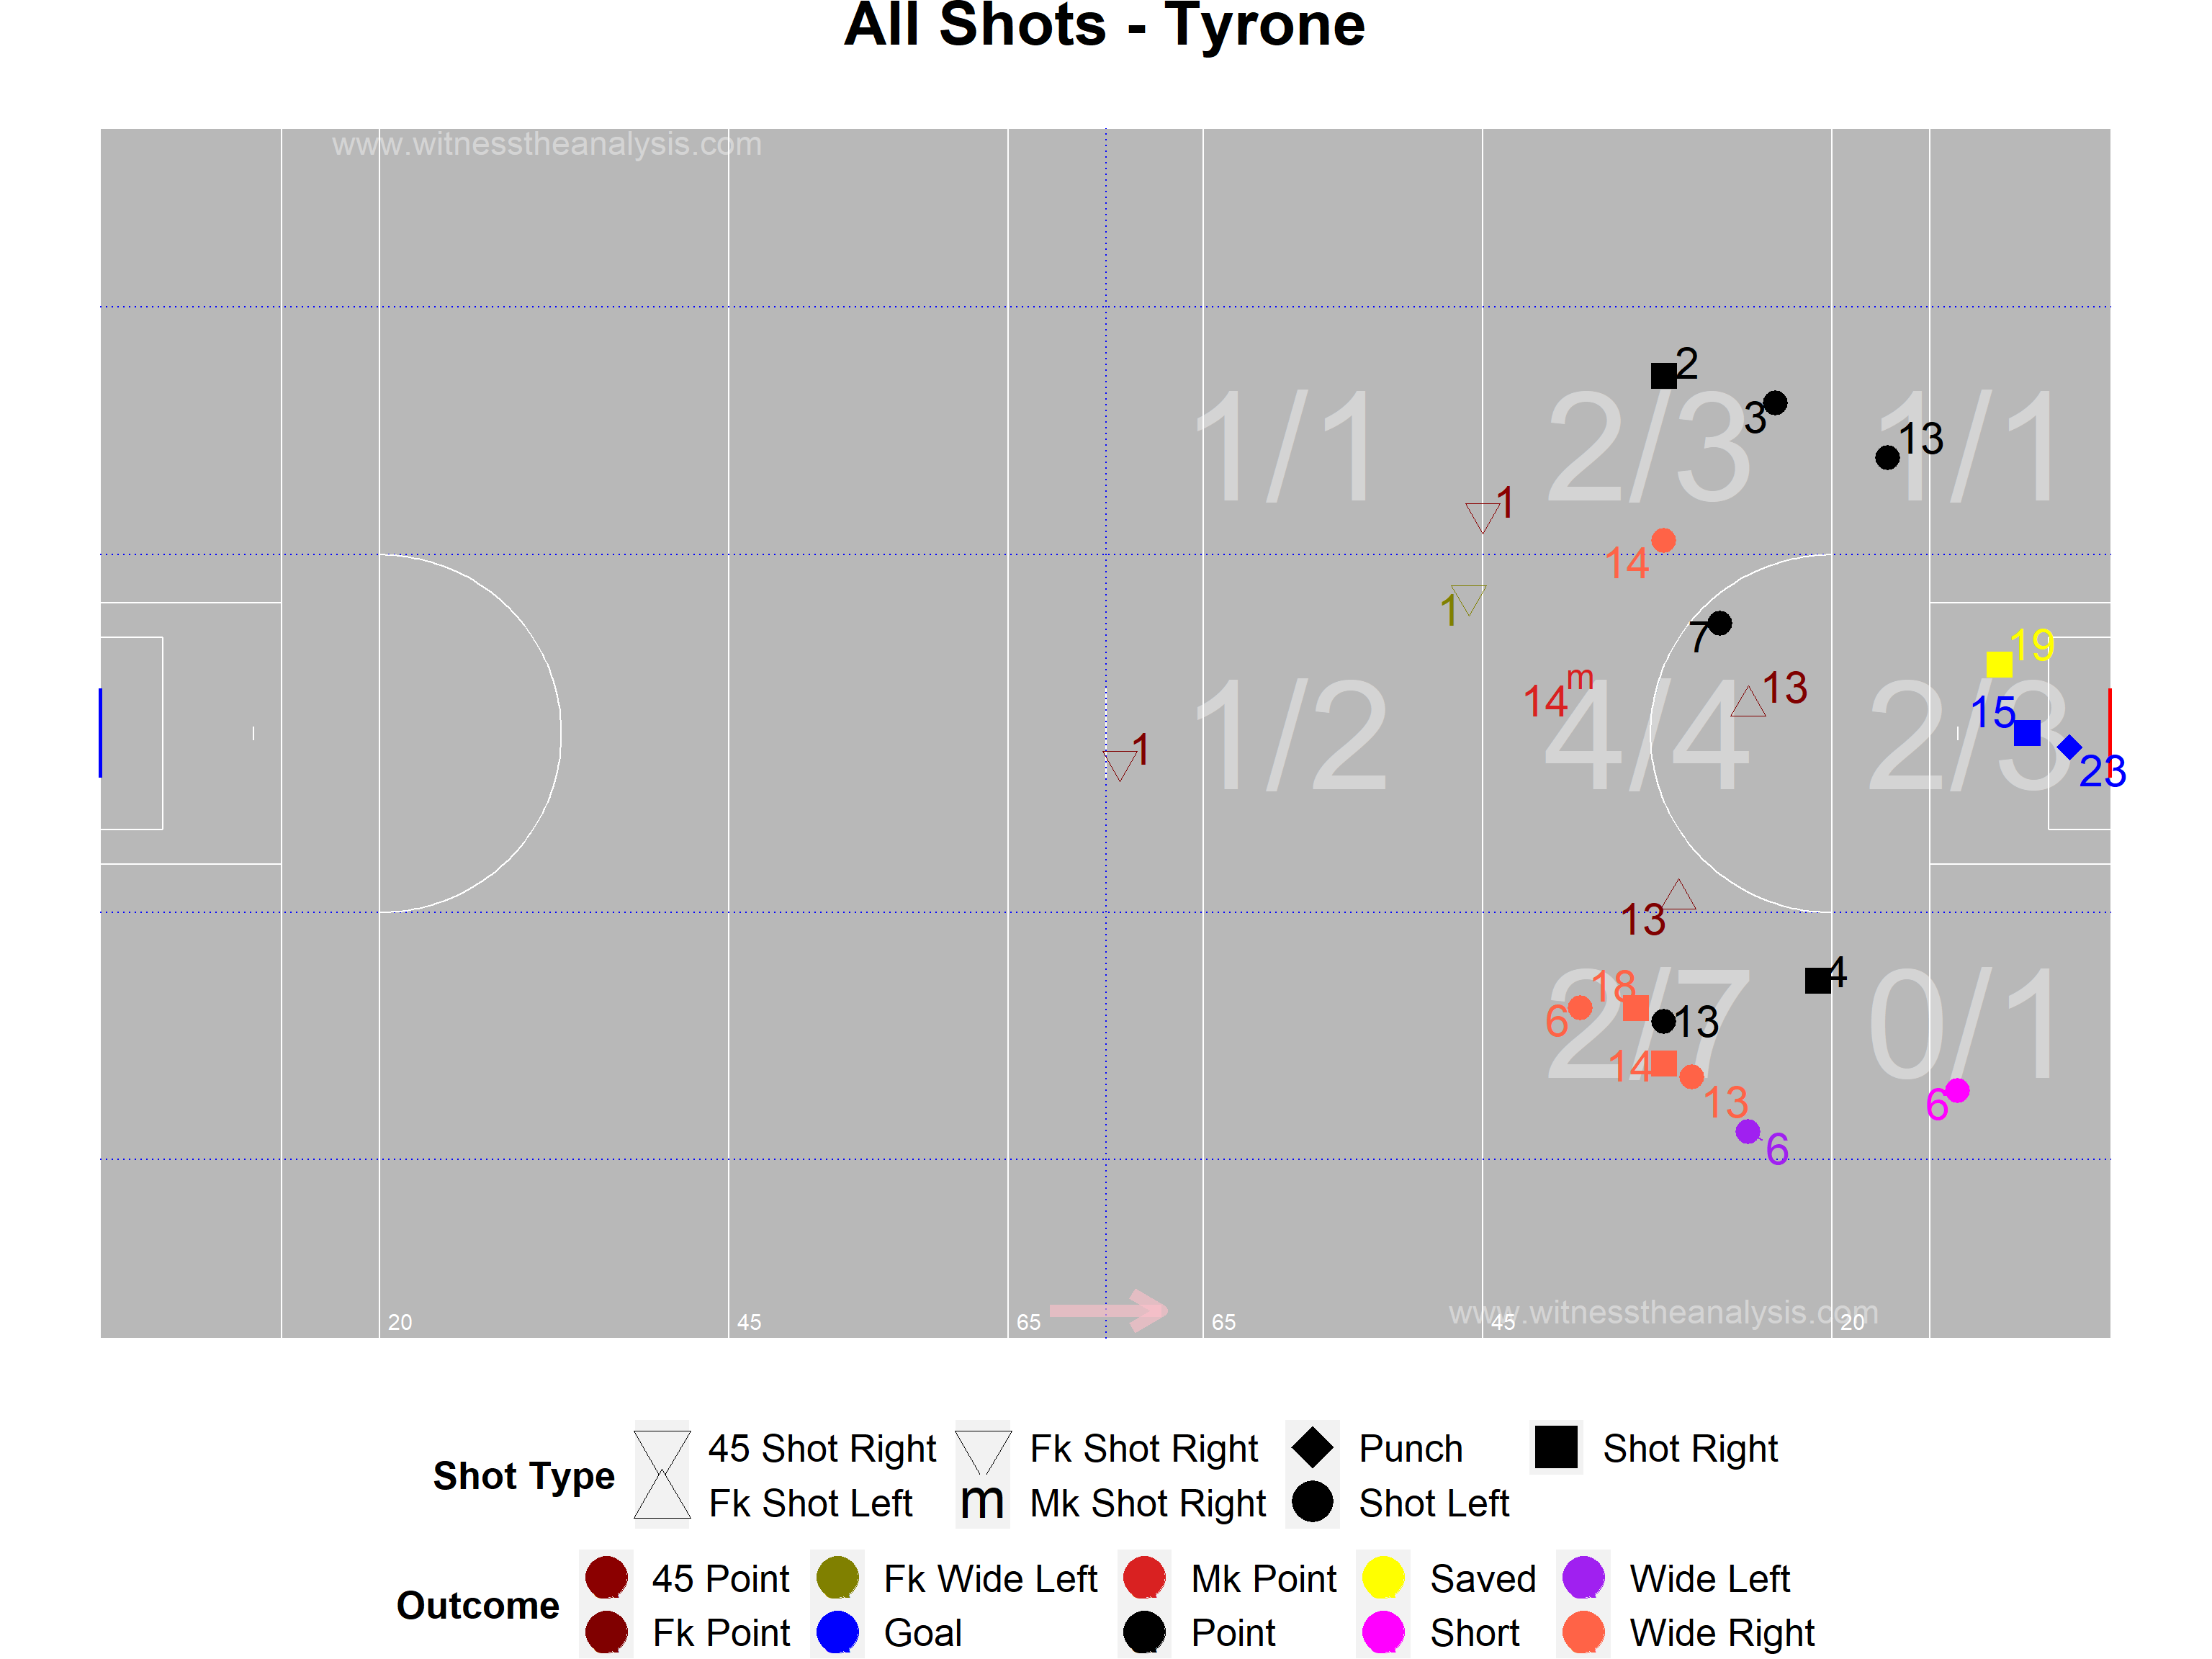 All Shots - Tyrone
www.witnesstheanalysis.com
2
1/1
2/3
3
1/1
13
1
14
1
7
19
14
m
13
15
1/2
4/4
2/3
1
23
13
4
18
6
2/7
13
0/1
14
13
6
6
www.witnesstheanalysis.com
20
45
65
65
45
20
Shot Type
45 Shot Right
Fk Shot Right
Punch
Shot Right
Fk Shot Left
m
Mk Shot Right
Shot Left
Outcome
45 Point
Fk Wide Left
Mk Point
Saved
Wide Left
Fk Point
Goal
Point
Short
Wide Right